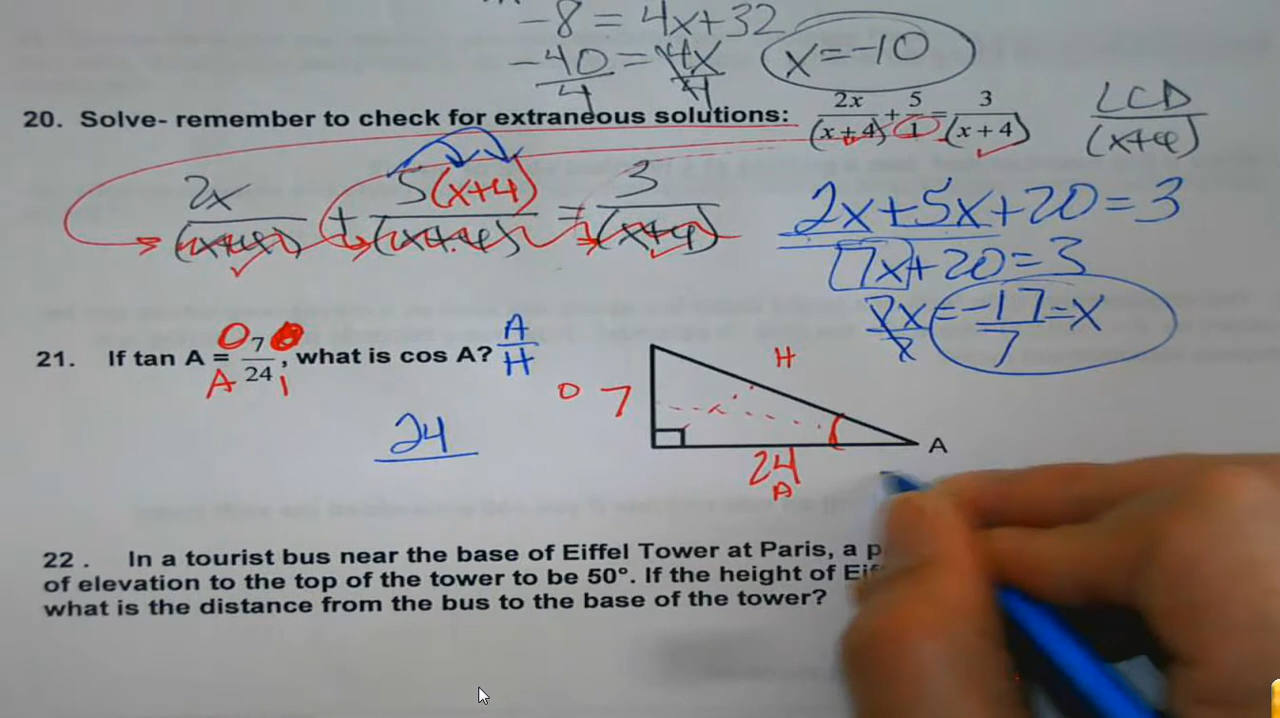 -8 = 4x+32
-40 = 4x
4 4
x = -10
20. Solve- remember to check for extraneous solutions: 2x/(x+4) + 5/1 = 3/(x+4)
LCD
(x+4)
2x/(x+4) + 5(x+4)/(x+4) = 3/(x+4)
2x+5x+20=3
7x+20=3
7x = -17 = x
7 7
21. If tan A = 7/24, what is cos A? A/H
O O
A 1
24
H
O 7
24
A
A
22. In a tourist bus near the base of Eiffel Tower at Paris, a p
of elevation to the top of the tower to be 50°. If the height of Eif
what is the distance from the bus to the base of the tower?